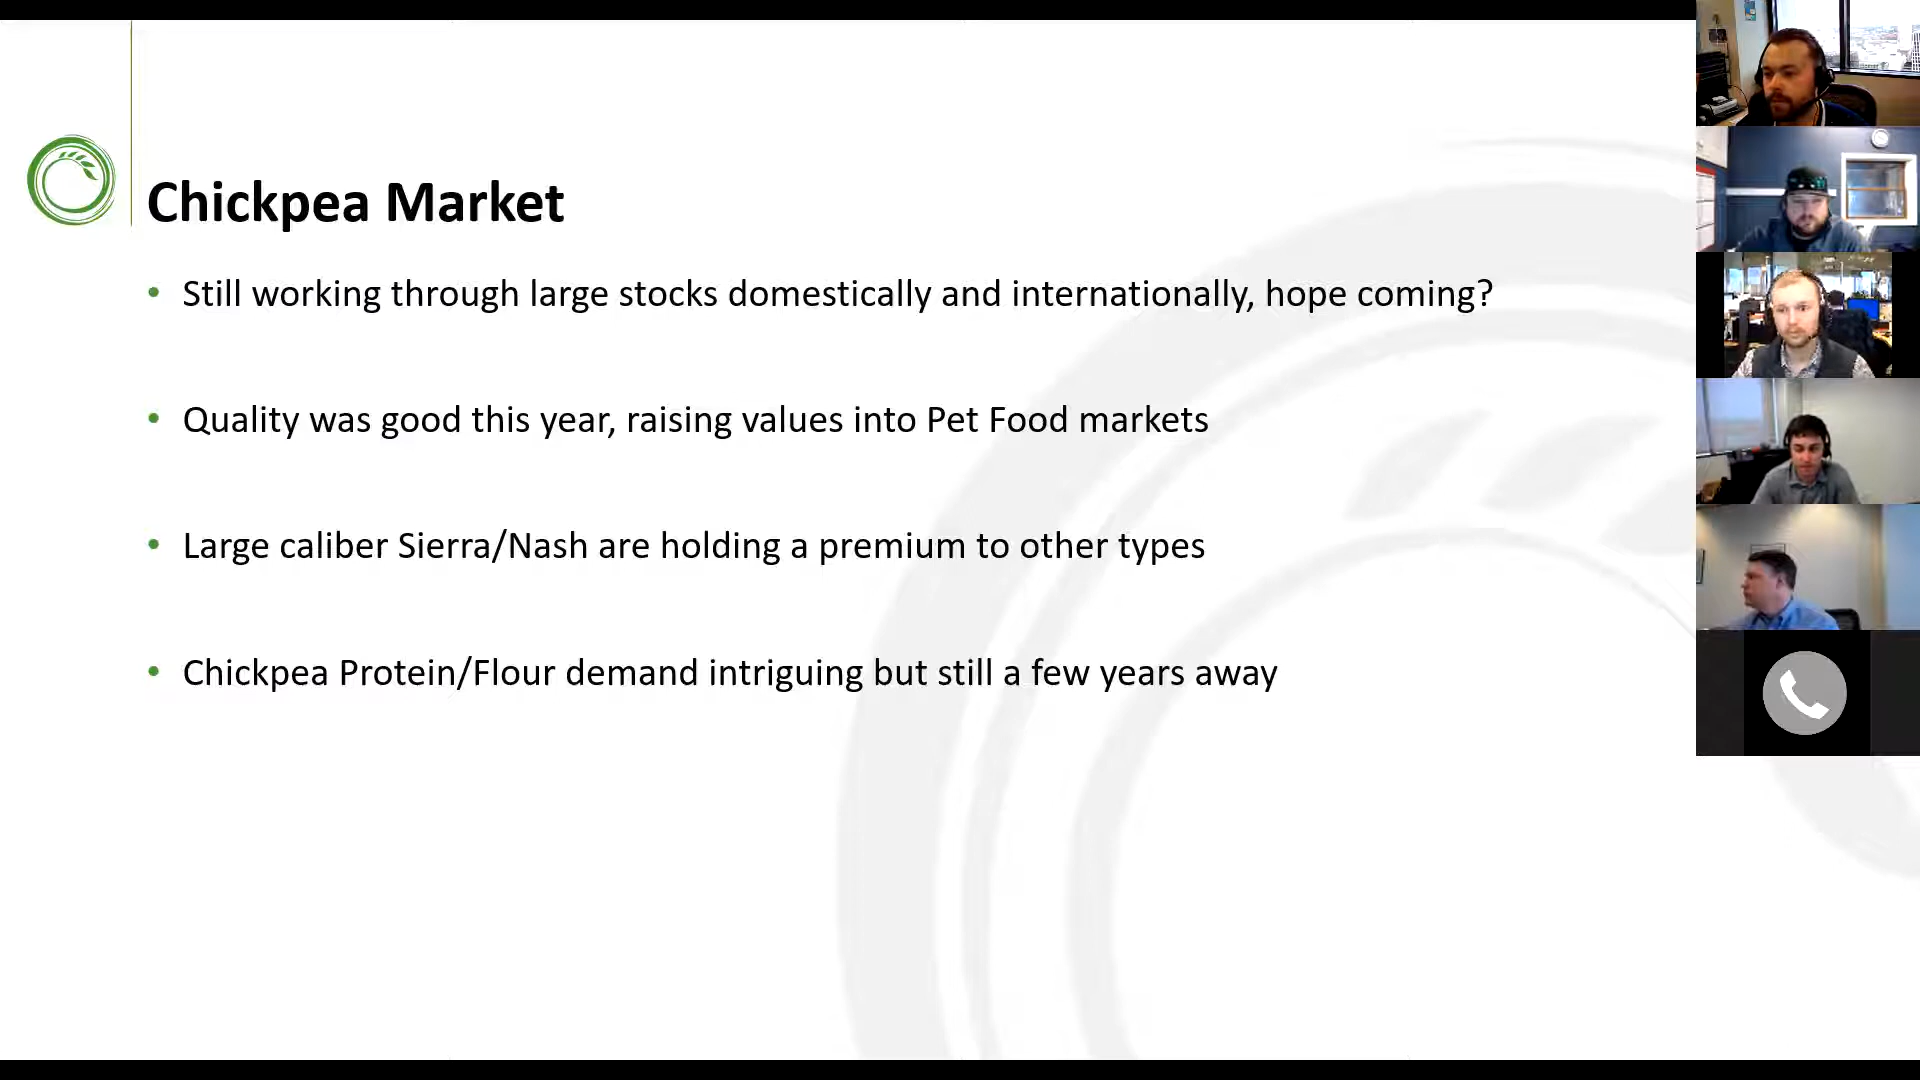 Chickpea Market
• Still working through large stocks domestically and internationally, hope coming?
• Quality was good this year, raising values into Pet Food markets
• Large caliber Sierra/Nash are holding a premium to other types
• Chickpea Protein/Flour demand intriguing but still a few years away